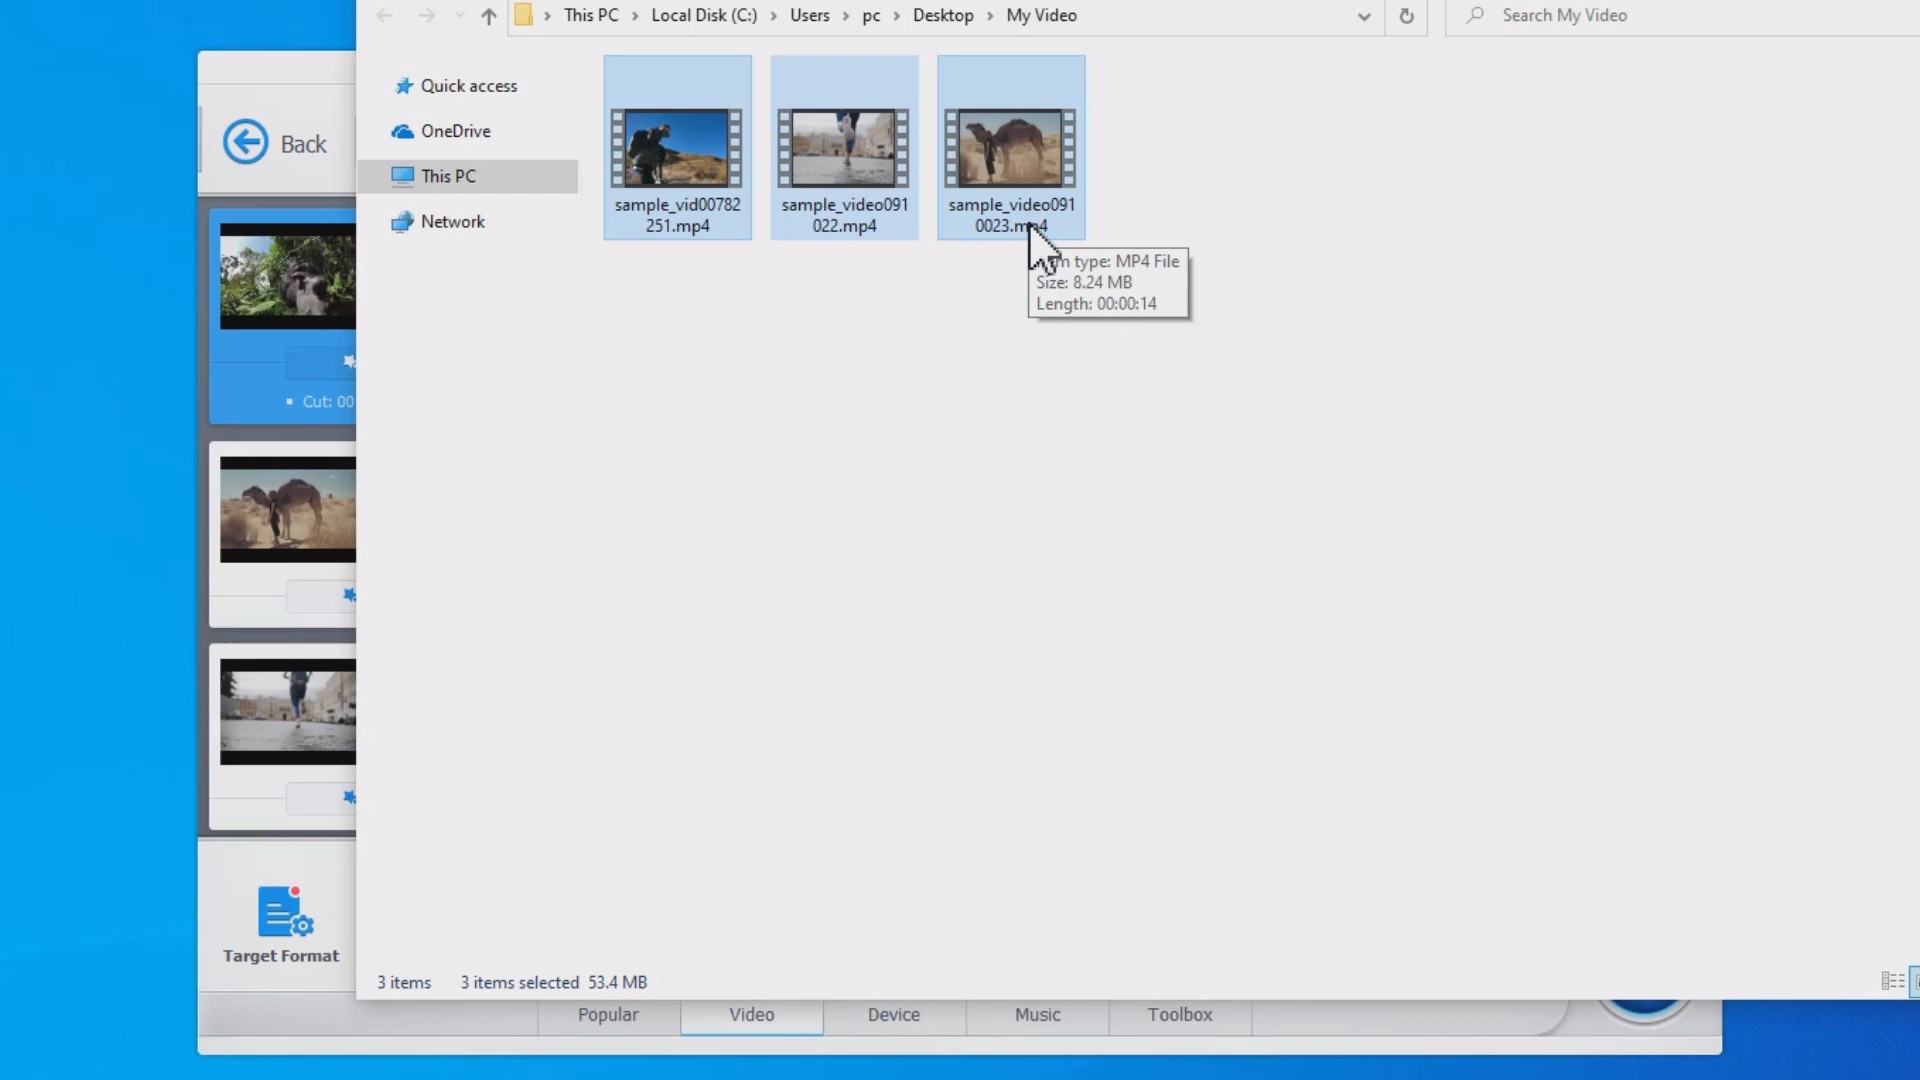 This PC > Local Disk (C:) > Users > pc > Desktop > My Video
Search My Video
Back
Quick access
OneDrive
This PC
Network
sample_vid00782
251.mp4
sample_video091
022.mp4
sample_video091
0023.mp4
type: MP4 File
Size: 8.24 MB
Length: 00:00:14
Cut: 00
Target Format
3 items
3 items selected 53.4 MB
Popular
Video
Device
Music
Toolbox